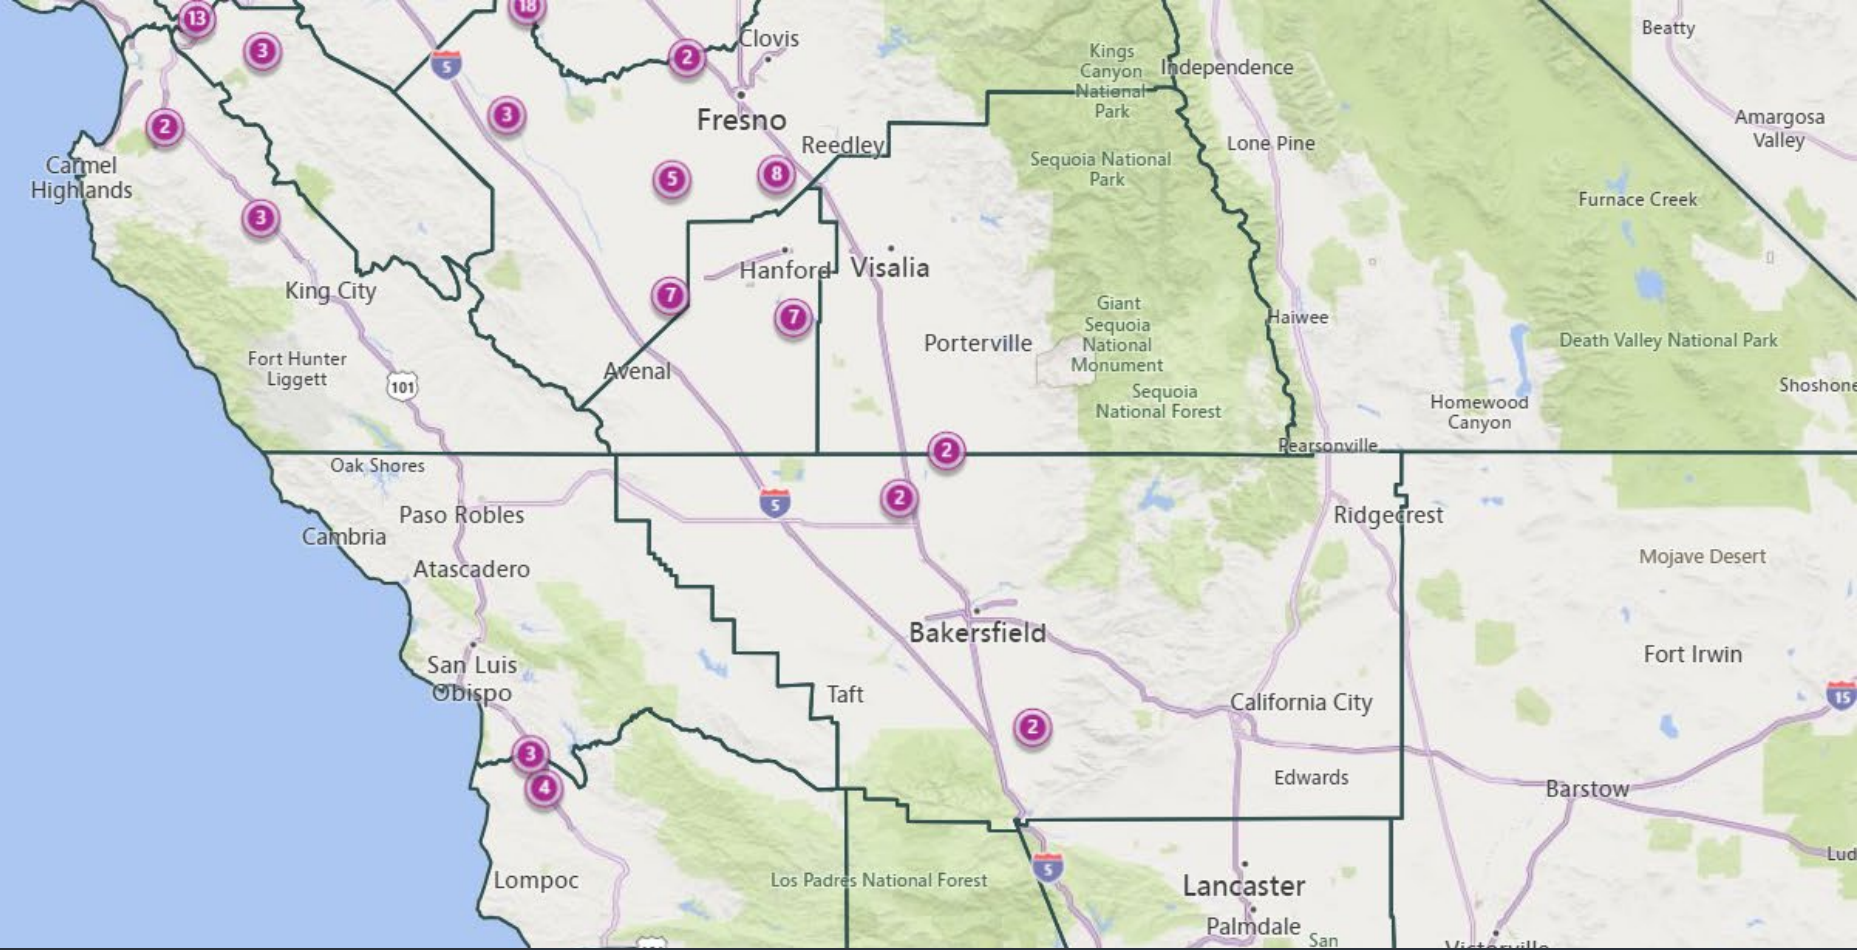 13
18
Clovis
Beatty
3
2
5
Kings
Canyon
National
Park
Independence
3
Fresno
Amargosa
Valley
2
Reedley
Lone Pine
Carmel
Highlands
5
8
Sequoia National
Park
Furnace Creek
3
Hanford
Visalia
King City
7
7
Giant
Sequoia
National
Monument
Haiwee
Porterville
Death Valley National Park
Fort Hunter
Liggett
101
Avenal
Sequoia
National Forest
Homewood
Canyon
Shoshone
2
Pearsonville
Oak Shores
5
2
Paso Robles
Ridgecrest
Cambria
Mojave Desert
Atascadero
Bakersfield
Fort Irwin
San Luis
Obispo
Taft
California City
15
2
3
4
Edwards
Barstow
5
Lud
Lompoc
Los Padres National Forest
Lancaster
Palmdale
San
101
Victorville